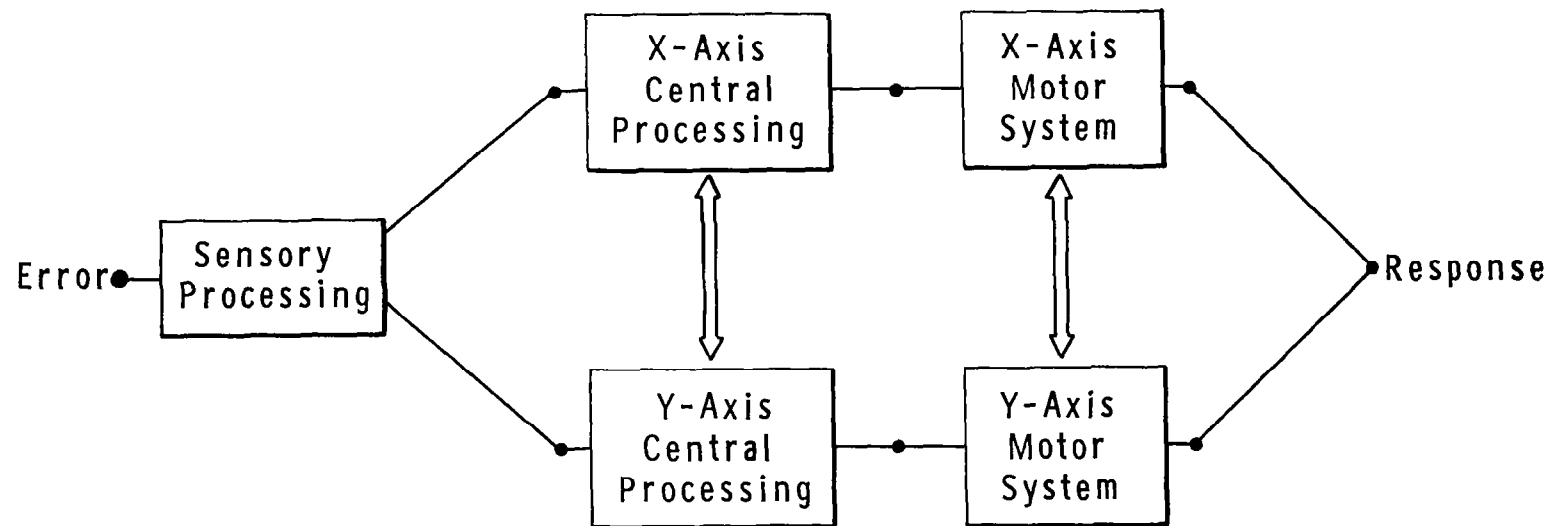 X-Axis
Central
Processing
X-Axis
Motor
System
Error
Sensory
Processing
Response
Y-Axis
Central
Processing
Y-Axis
Motor
System